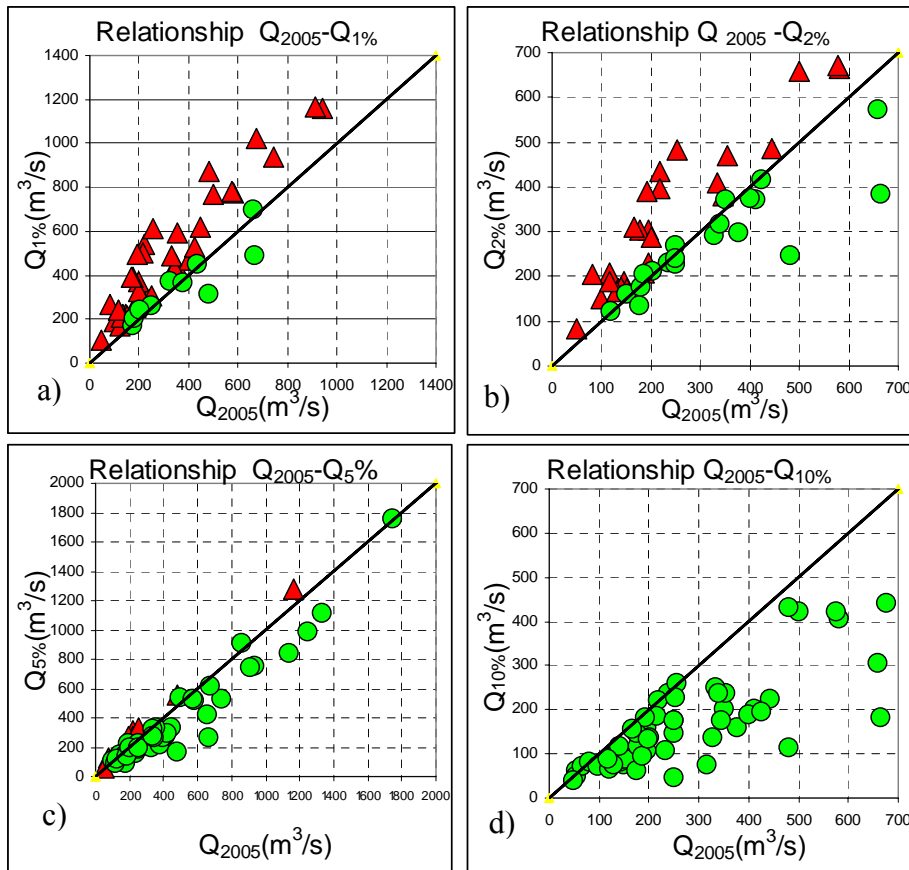 Relationship Q2005-Q1%
1400
1200
1000
800
600
400
200
0
Q1%(m3/s)
0 200 400 600 800 1000 1200 1400
a)
Q2005(m3/s)
Relationship Q 2005 -Q2%
700
600
500
400
300
200
100
0
Q2%(m3/s)
0 100 200 300 400 500 600 700
b)
Q2005(m3/s)
Relationship Q2005-Q5%
2000
1800
1600
1400
1200
1000
800
600
400
200
0
Q5%(m3/s)
0 200 400 600 800 1000 1200 1400 1600 1800 2000
c)
Q2005(m3/s)
Relationship Q2005-Q10%
700
600
500
400
300
200
100
0
Q10%(m3/s)
0 100 200 300 400 500 600 700
d)
Q2005(m3/s)